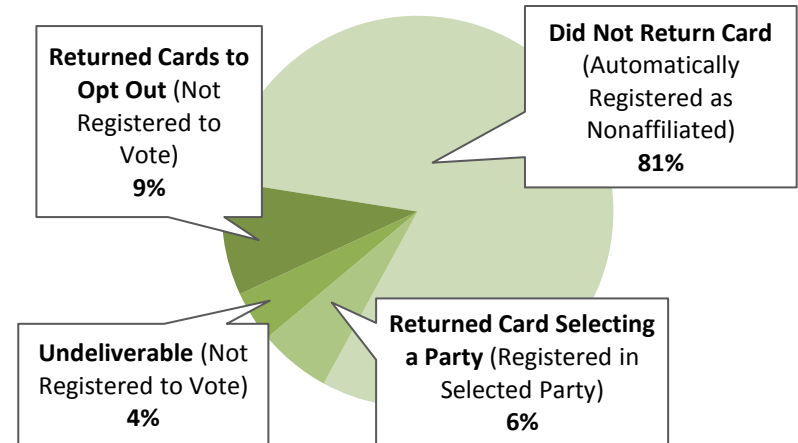 Returned Cards to
Opt Out (Not
Registered to
Vote)
9%
Did Not Return Card
(Automatically
Registered as
Nonaffiliated)
81%
Undeliverable (Not
Registered to Vote)
4%
Returned Card Selecting
a Party (Registered in
Selected Party)
6%